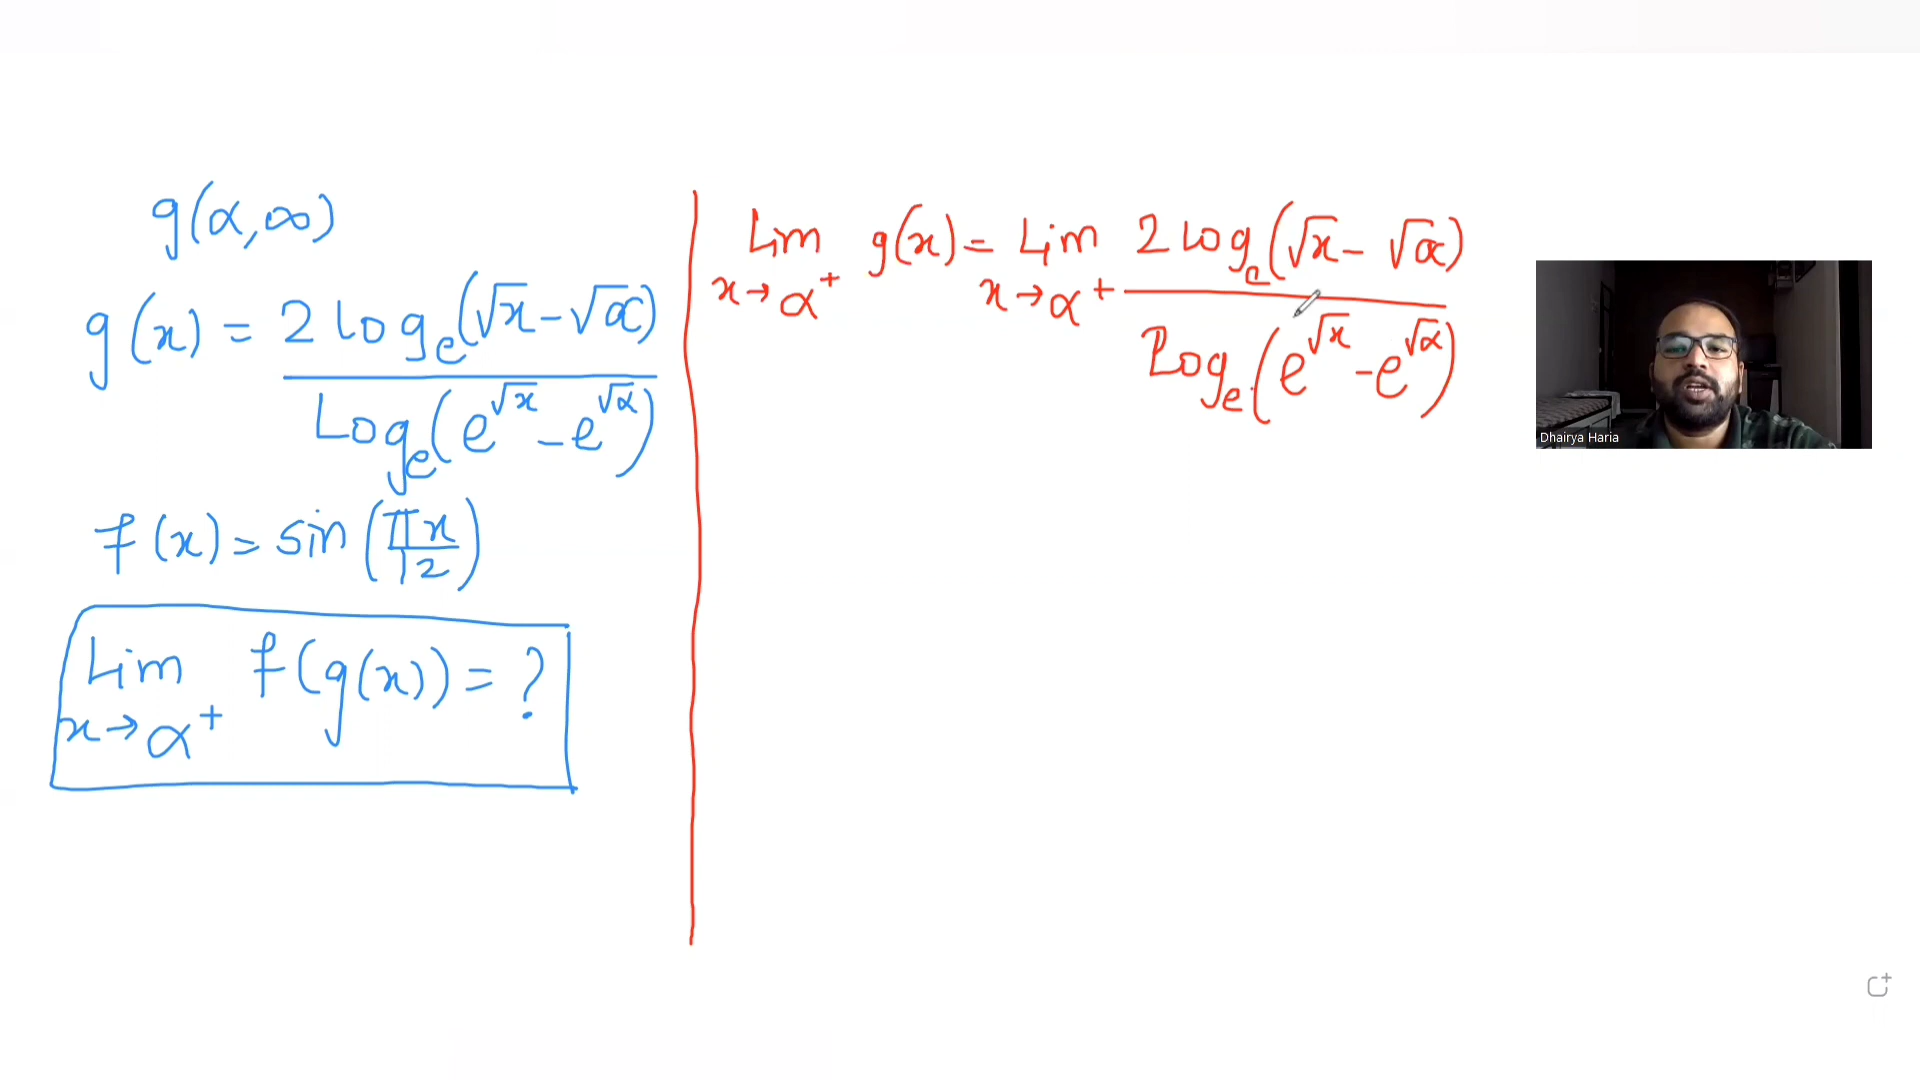 g(α,∞)
g(x) = 2 loge(√x-√α)
Loge(e^√x - e^√α)
f(x) = sin(πx/12)
Lim f(g(x)) = ?
x→α+
Lim g(x) = Lim 2 Loge(√x - √α)
x→α+ x→α+
Loge(e^√x - e^√α)
Dhairya Haria